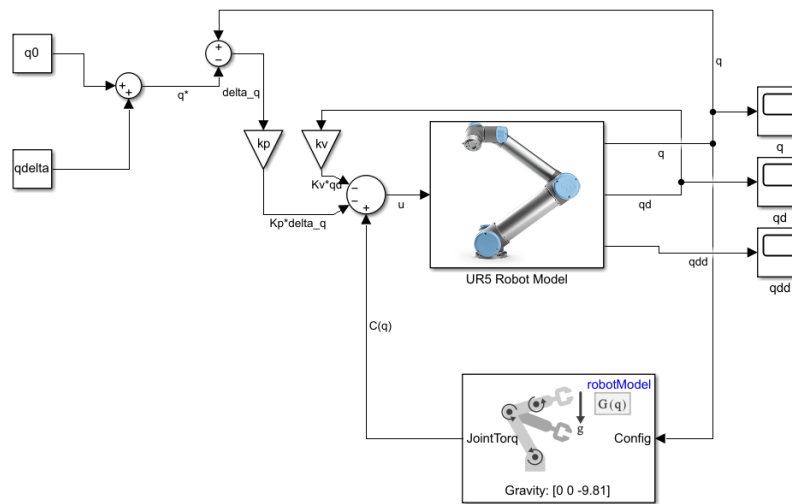 q0
q*
delta_q
q
qdelta
kp
kv
Kv*qd
Kp*delta_q
u
q
qd
qdd
UR5 Robot Model
q
qd
qdd
C(q)
robotModel
G(q)
g
JointTorq
Config
Gravity: [0 0 -9.81]